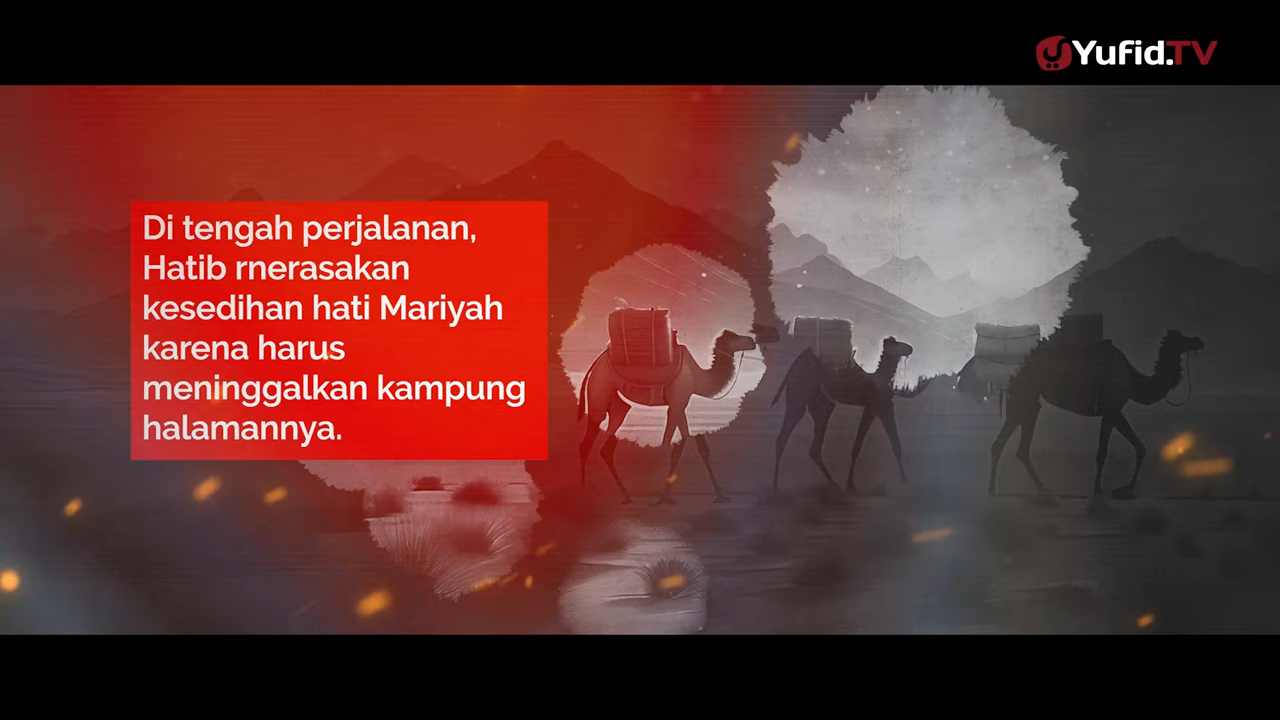 Yufid.TV
Di tengah perjalanan,
Hatib rnerasakan
kesedihan hati Mariyah
karena harus
meninggalkan kampung
halamannya.